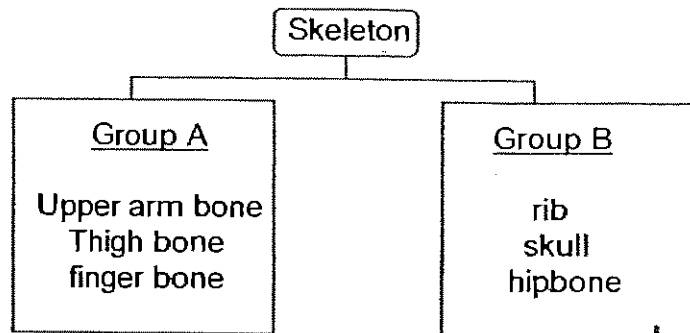 Skeleton
Group A
Upper arm bone
Thigh bone
finger bone
Group B
rib
skull
hipbone